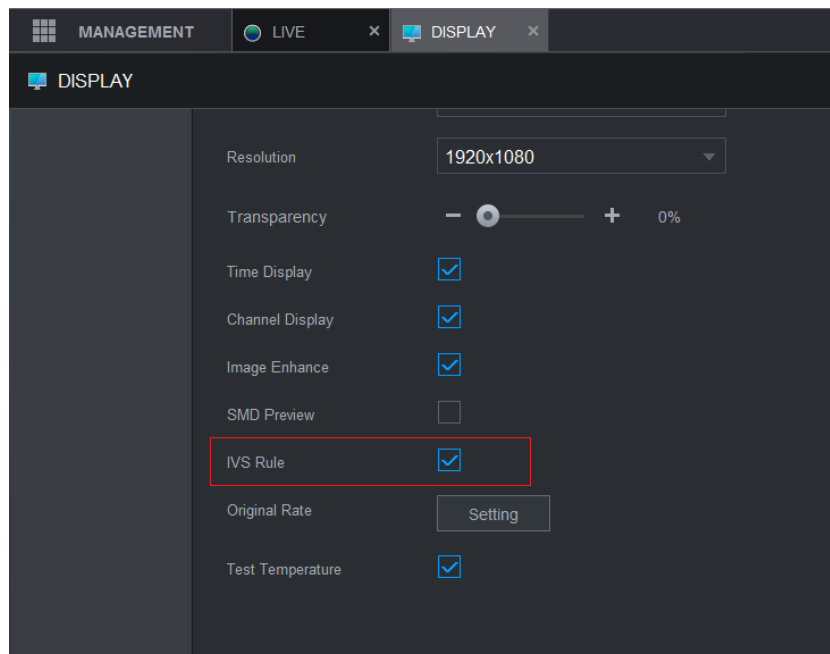 MANAGEMENT LIVE × DISPLAY ×
DISPLAY
Resolution 1920x1080
Transparency − + 0%
Time Display
Channel Display
Image Enhance
SMD Preview
IVS Rule
Original Rate Setting
Test Temperature